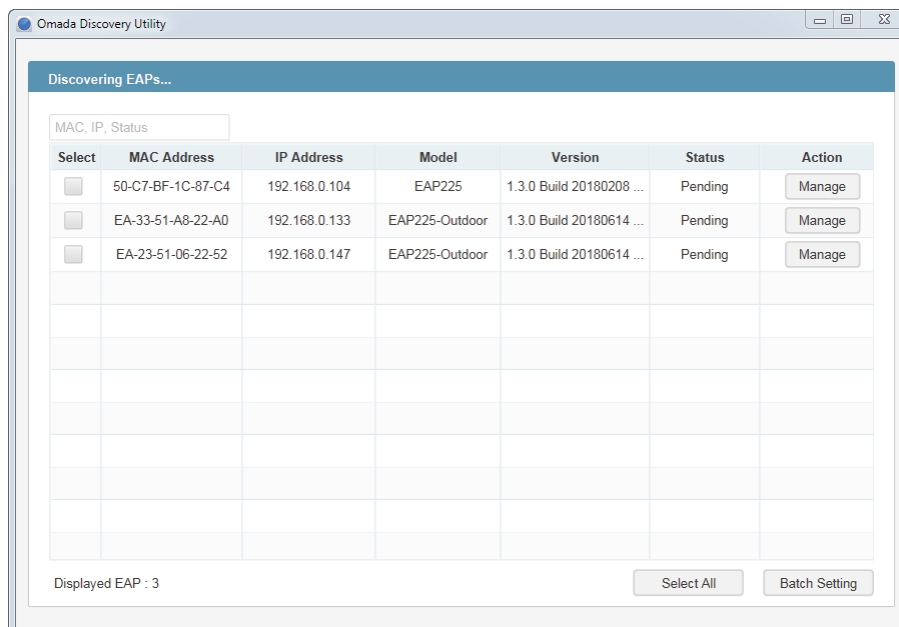 Omada Discovery Utility
Discovering EAPs...
MAC, IP, Status
Select MAC Address IP Address Model Version Status Action
50-C7-BF-1C-87-C4 192.168.0.104 EAP225 1.3.0 Build 20180208 ... Pending Manage
EA-33-51-A8-22-A0 192.168.0.133 EAP225-Outdoor 1.3.0 Build 20180614 ... Pending Manage
EA-23-51-06-22-52 192.168.0.147 EAP225-Outdoor 1.3.0 Build 20180614 ... Pending Manage
Displayed EAP : 3 Select All Batch Setting